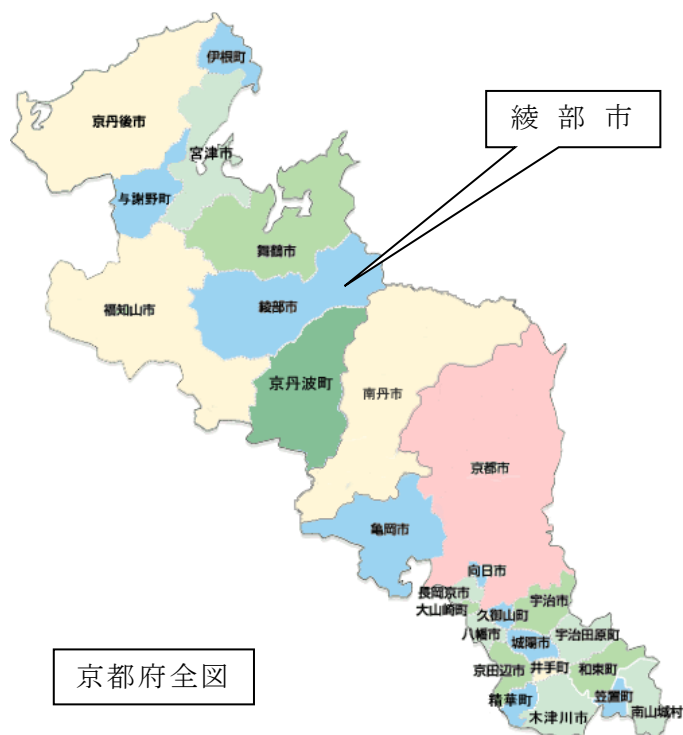 伊根町
京丹後市
綾部市
宮津市
与謝野町
舞鶴市
福知山市
綾部市
京丹波町
南丹市
京都市
亀岡市
向日市
長岡京市
宇治市
大山崎町
久御山町
八幡市
宇治田原町
城陽市
京田辺市
井手町
和束町
京都府全図
精華町
笠置町
南山城村
木津川市